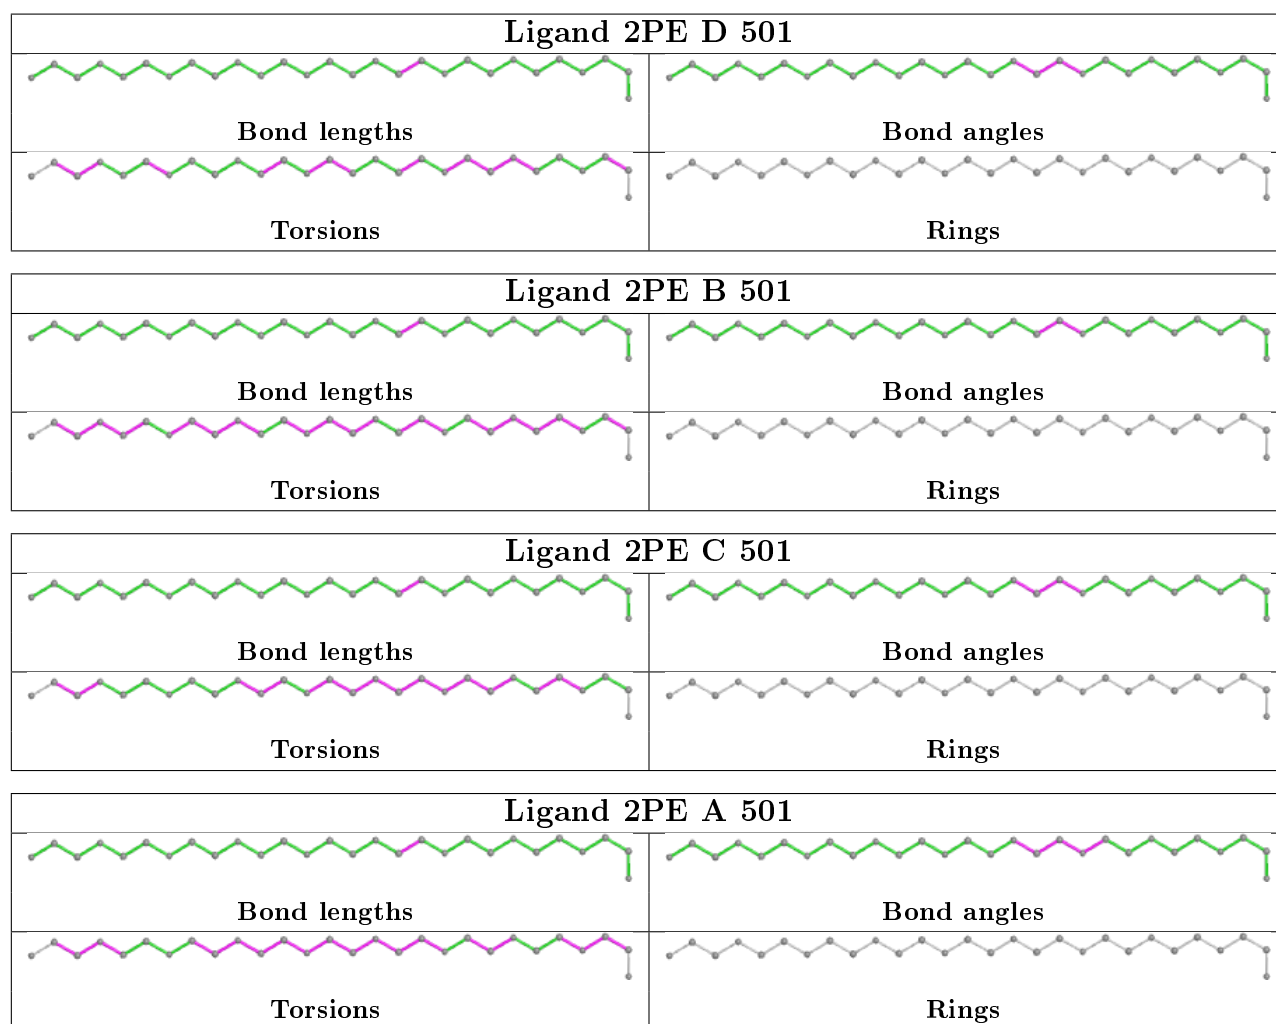 Ligand 2PE D 501
Bond lengths
Bond angles
Torsions
Rings
Ligand 2PE B 501
Bond lengths
Bond angles
Torsions
Rings
Ligand 2PE C 501
Bond lengths
Bond angles
Torsions
Rings
Ligand 2PE A 501
Bond lengths
Bond angles
Torsions
Rings